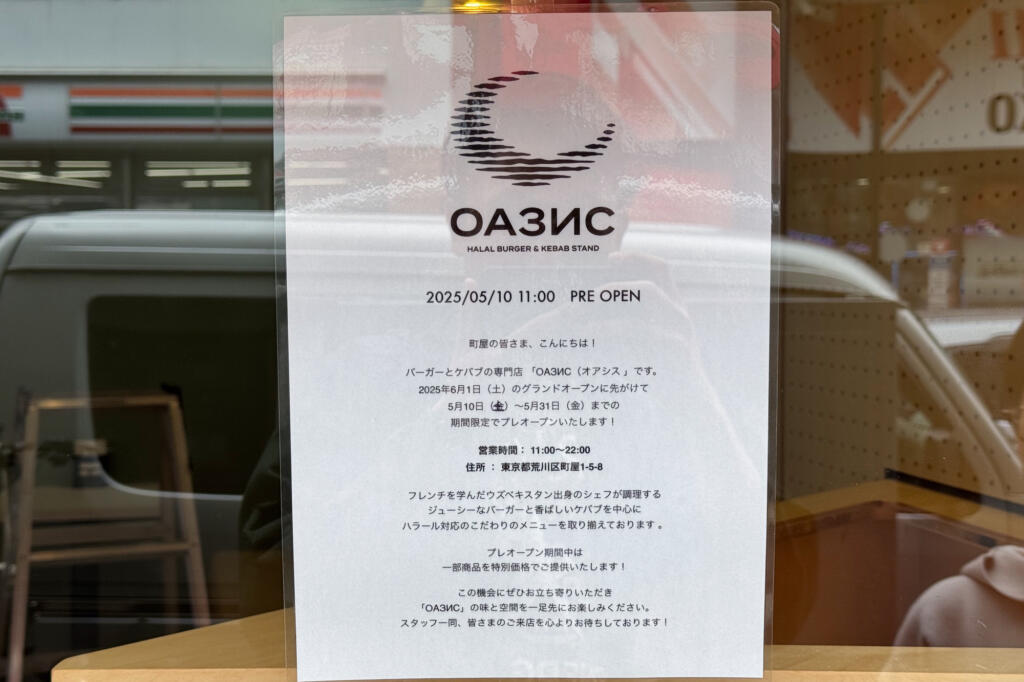 ОАЗИС
HALAL BURGER & KEBAB STAND
2025/05/10 11:00 PRE OPEN
町屋の皆さま、こんにちは！
バーガーとケバブの専門店 「ОАЗИС（オアシス 」です。
2025年6月1日（土）のグランドオープンに先がけて
5月10日（金）～5月31日（金）までの
期間限定でプレオープンいたします！
営業時間： 11:00～22:00
住所 ： 東京都荒川区町屋1-5-8
フレンチを学んだウズベキスタン出身のシェフが調理する
ジューシーなバーガーと香ばしいケバブを中心に
ハラール対応のこだわりのメニューを取り揃えております 。
プレオープン期間中は
一部商品を特別価格でご提供いたします！
この機会にぜひお立ち寄りいただき
「ОАЗИС」の味と空間を一足先にお楽しみください。
スタッフ一同、皆さまのご来店を心よりお待ちしております！